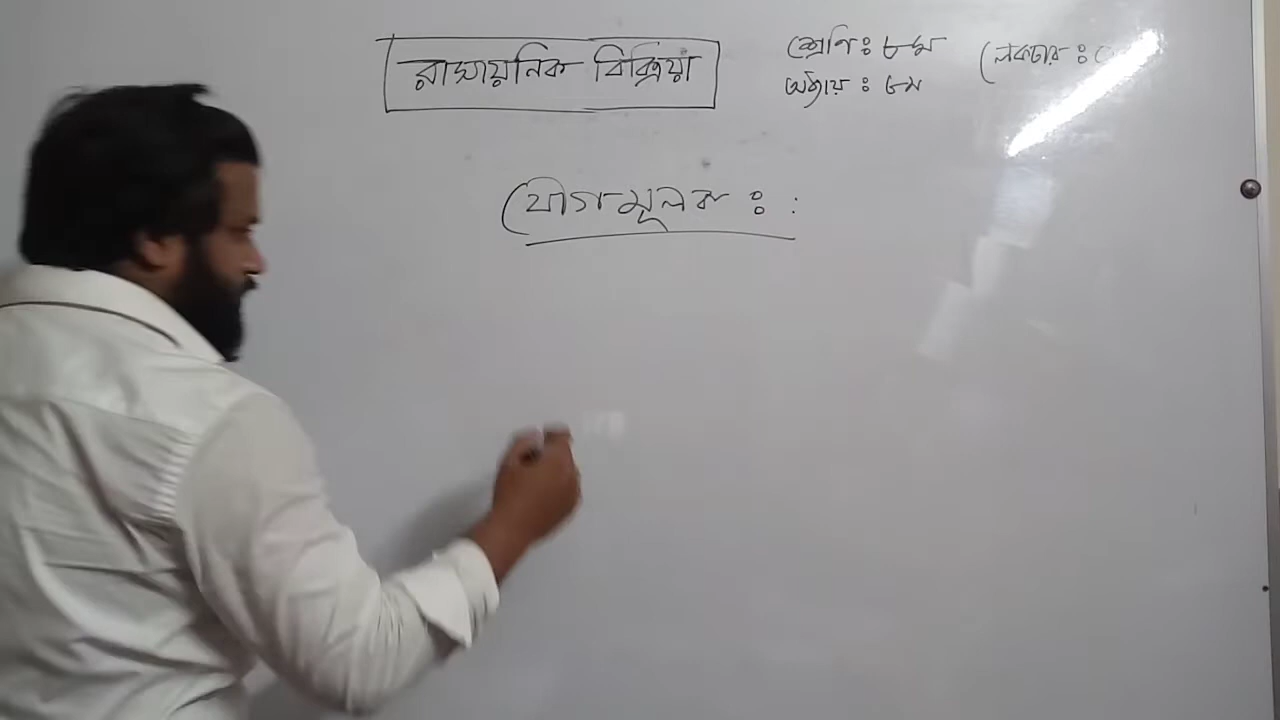 রাসায়নিক বিক্রিয়া
শ্রেণি : ৮ম
অধ্যায় : ৮ম
লেকচার :
যৌগমূলক : :